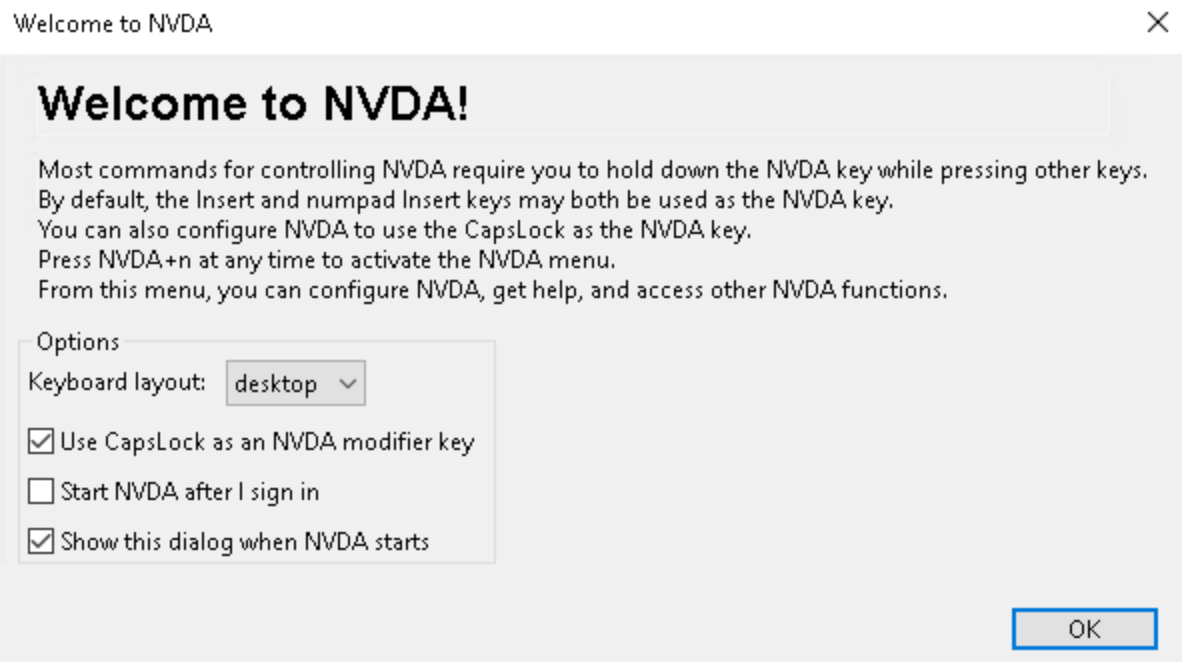 Welcome to NVDA
Welcome to NVDA!
Most commands for controlling NVDA require you to hold down the NVDA key while pressing other keys.
By default, the Insert and numpad Insert keys may both be used as the NVDA key.
You can also configure NVDA to use the CapsLock as the NVDA key.
Press NVDA+n at any time to activate the NVDA menu.
From this menu, you can configure NVDA, get help, and access other NVDA functions.
Options
Keyboard layout: desktop
Use CapsLock as an NVDA modifier key
Start NVDA after I sign in
Show this dialog when NVDA starts
OK